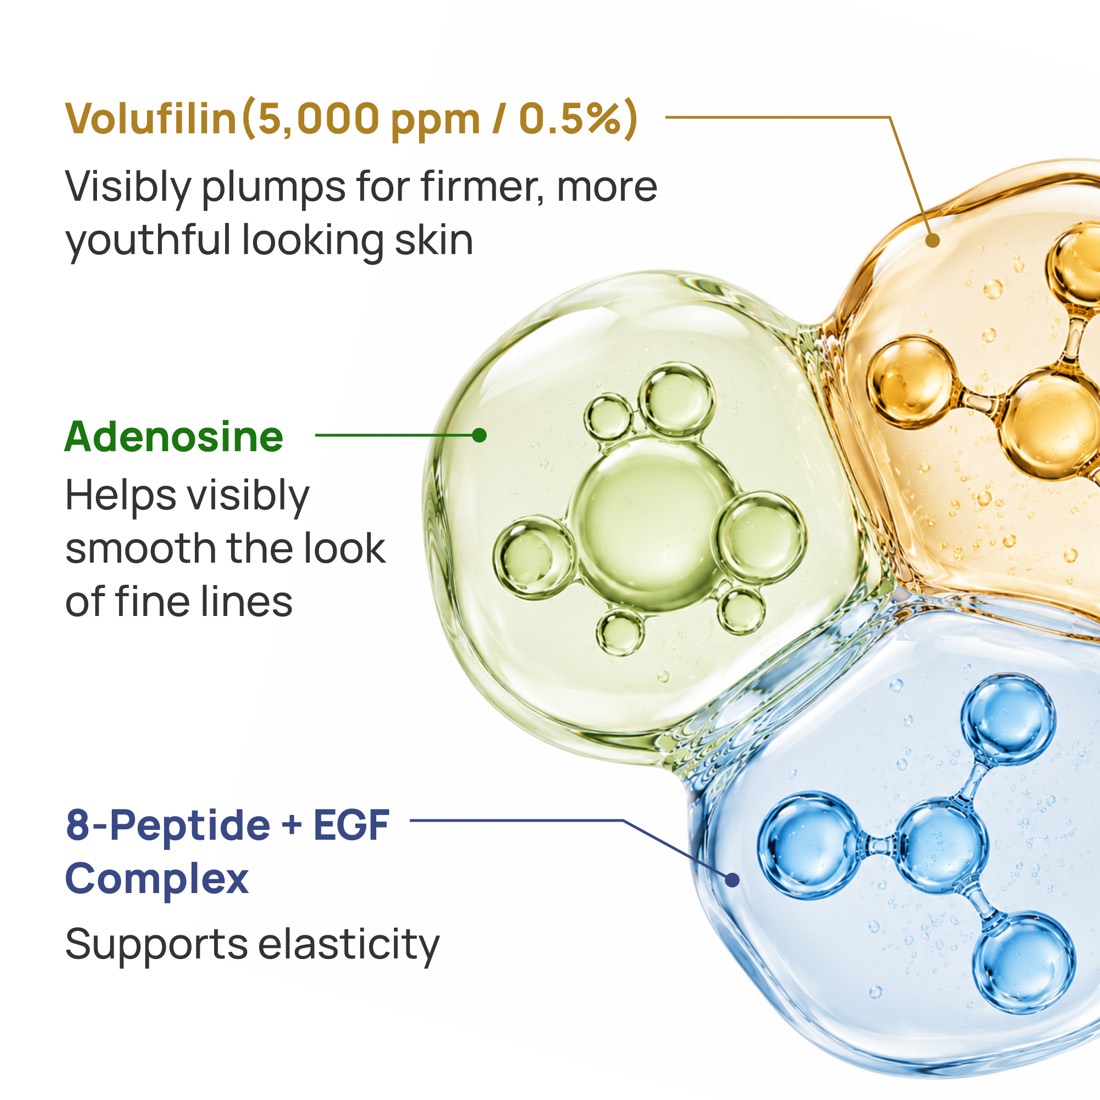 Volufilin(5,000 ppm / 0.5%)
Visibly plumps for firmer, more
youthful looking skin
Adenosine
Helps visibly
smooth the look
of fine lines
8-Peptide + EGF
Complex
Supports elasticity